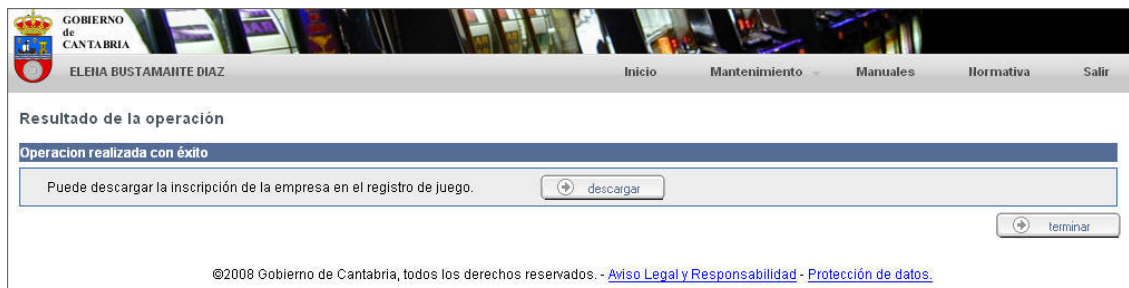 GOBIERNO
de
CANTABRIA
ELENA BUSTAMANTE DIAZ
Inicio Mantenimiento Manuales Normativa Salir
Resultado de la operación
Operacion realizada con éxito
Puede descargar la inscripción de la empresa en el registro de juego. descargar
terminar
©2008 Gobierno de Cantabria, todos los derechos reservados. - Aviso Legal y Responsabilidad - Protección de datos.